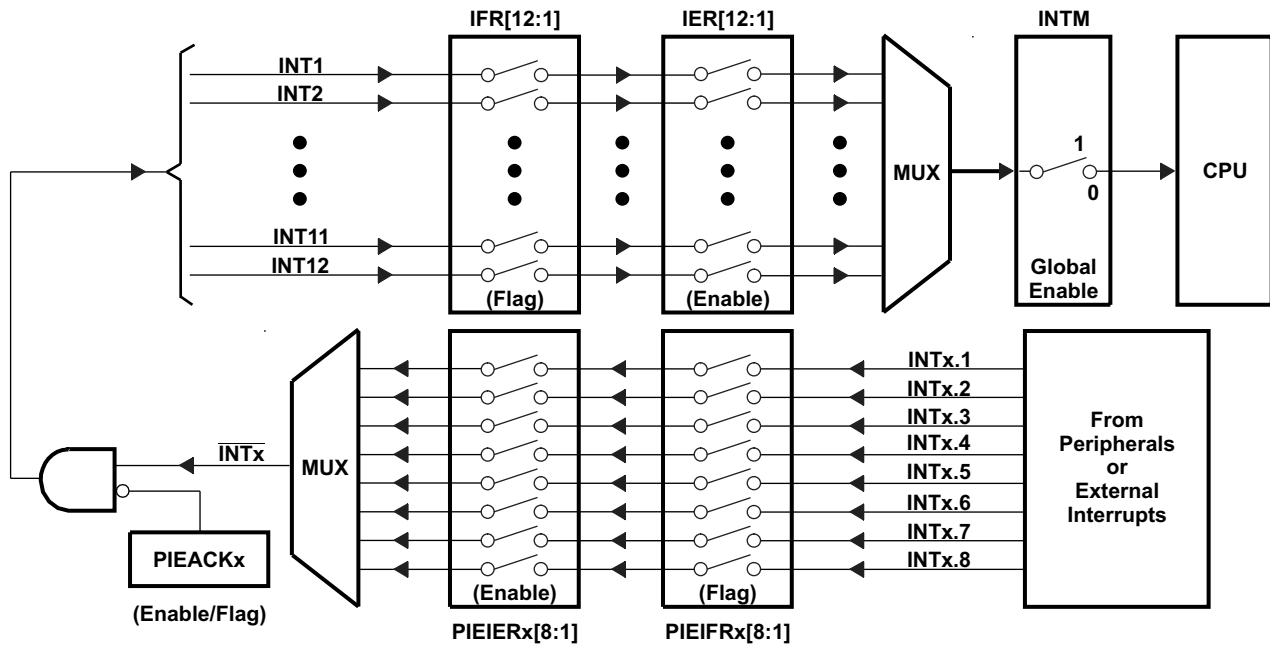 IFR[12:1]
IER[12:1]
INTM
INT1
INT2
INT11
INT12
(Flag)
(Enable)
MUX
1
0
Global
Enable
CPU
INTx
MUX
PIEACKx
(Enable/Flag)
(Enable)
PIEIERx[8:1]
(Flag)
PIEIFRx[8:1]
INTx.1
INTx.2
INTx.3
INTx.4
INTx.5
INTx.6
INTx.7
INTx.8
From
Peripherals
or
External
Interrupts